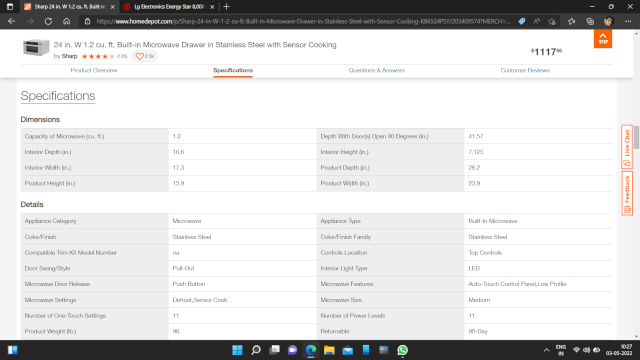 Sharp 24 in. W 1.2 cu. ft. Built-in
Lg Electronics Energy Star 8,000
https://www.homedepot.com/p/Sharp-24-in-W-1-2-cu-ft-Built-in-Microwave-Drawer-in-Stainless-Steel-with-Sensor-Cooking-
24 in. W 1.2 cu. ft. Built-in Microwave Drawer in Stainless Steel with Sensor Cooking
by Sharp
$1117
TOP
Product Overview Specifications Questions & Answers Customer Reviews
Specifications
Dimensions
Capacity of Microwave (cu. ft.) 1.2 Depth With Door(s) Open 90 Degrees (In.) 41.57
Interior Depth (in.) 16.6 Interior Height (in.) 7.125
Interior Width (in.) 17.3 Product Depth (in.) 26.2
Product Height (in.) 15.9 Product Width (in.) 23.9
Details
Appliance Category Microwave Appliance Type Built-In Microwave
Color/Finish Stainless Steel Color/Finish Family Stainless Steel
Compatible Trim Kit Model Number na Controls Location Top Controls
Door Swing/Style Pull-Out Interior Light Type LED
Microwave Door Release Push Button Microwave Features Auto-Touch Control Panel,Low Profile
Microwave Settings Defrost,Sensor Cook Microwave Size Medium
Number of One-Touch Settings 11 Number of Power Levels 11
Product Weight (lb.) 96 Returnable 90-Day
Live Chat
Feedback
ENG
IN
10:27
03-05-2022